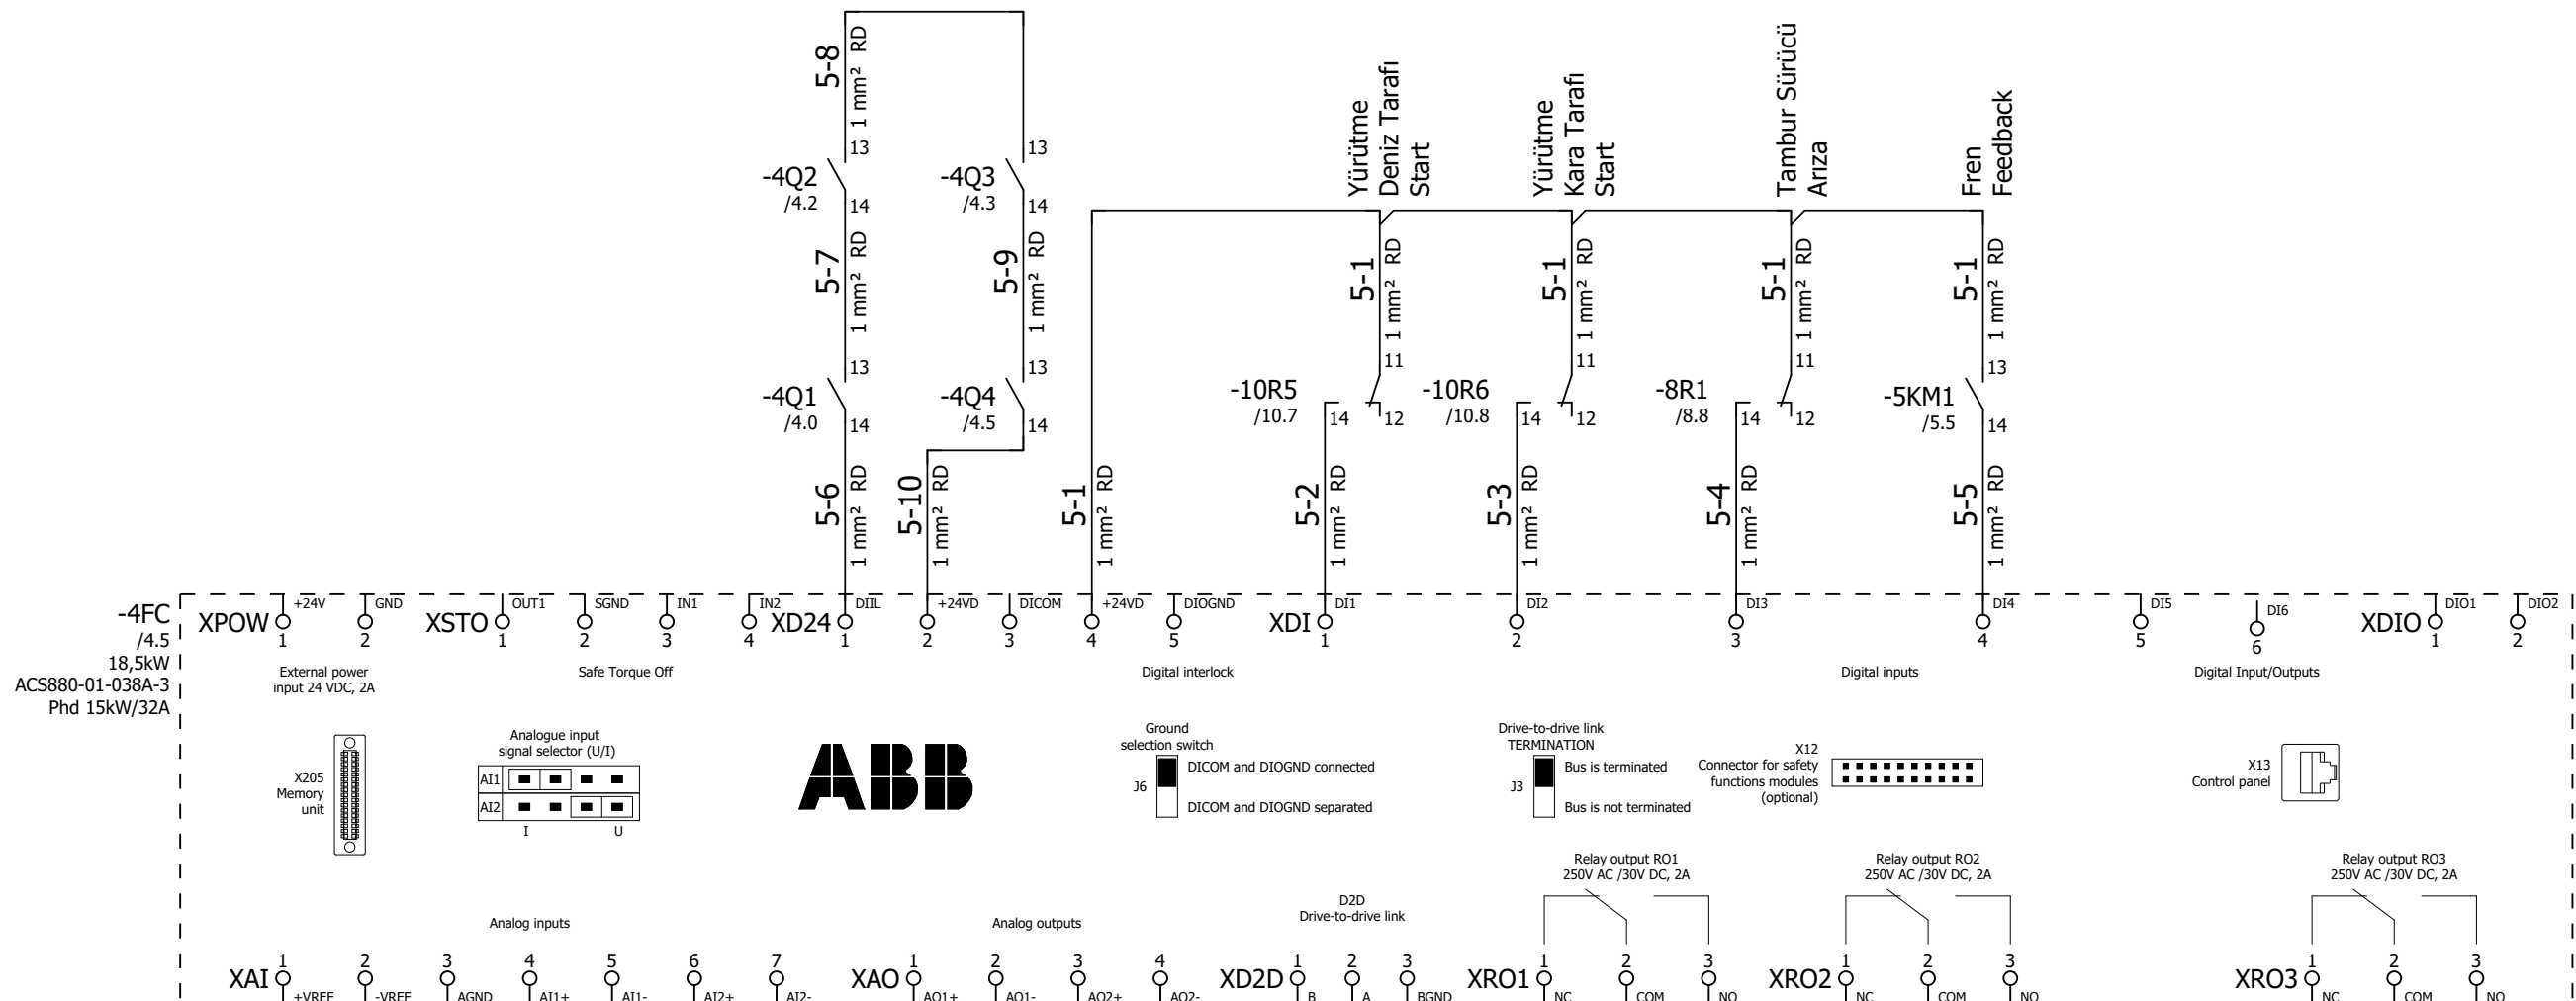 5-8
1 mm² RD
13
-4Q2
/4.2
14
5-7
1 mm² RD
13
-4Q1
/4.0
14
5-6
1 mm² RD
13
-4Q3
/4.3
14
5-9
1 mm² RD
13
-4Q4
/4.5
14
5-10
1 mm² RD
5-1
1 mm² RD
Yürütme
Deniz Tarafı
Start
5-1
1 mm² RD
11
-10R5
/10.7
14
12
5-2
1 mm² RD
Yürütme
Kara Tarafı
Start
5-1
1 mm² RD
11
-10R6
/10.8
14
12
5-3
1 mm² RD
Tambur Sürücü
Arıza
5-1
1 mm² RD
11
-8R1
/8.8
14
12
5-4
1 mm² RD
Fren
Feedback
5-1
1 mm² RD
13
-5KM1
/5.5
14
5-5
1 mm² RD
-4FC
/4.5
18,5kW
ACS880-01-038A-3
Phd 15kW/32A
XPOW
+24V
1
GND
2
External power
input 24 VDC, 2A
XSTO
OUT1
1
SGND
2
IN1
3
IN2
4
Safe Torque Off
XD24
DIIL
1
+24VD
2
DICOM
3
+24VD
4
DIOGND
5
Digital interlock
XDI
DI1
1
DI2
2
DI3
3
DI4
4
DI5
5
DI6
6
Digital inputs
XDIO
DIO1
1
DIO2
2
Digital Input/Outputs
X205
Memory
unit
Analogue input
signal selector (U/I)
AI1
AI2
I
U
ABB
Ground
selection switch
J6
DICOM and DIOGND connected
DICOM and DIOGND separated
Drive-to-drive link
TERMINATION
J3
Bus is terminated
Bus is not terminated
X12
Connector for safety
functions modules
(optional)
X13
Control panel
Analog inputs
XAI
1
+VREF
2
-VREF
3
AGND
4
AI1+
5
AI1-
6
AI2+
7
AI2-
Analog outputs
XAO
1
AO1+
2
AO1-
3
AO2+
4
AO2-
D2D
Drive-to-drive link
XD2D
1
B
2
A
3
BGND
Relay output RO1
250V AC /30V DC, 2A
XRO1
1
NC
2
COM
3
NO
Relay output RO2
250V AC /30V DC, 2A
XRO2
1
NC
2
COM
3
NO
Relay output RO3
250V AC /30V DC, 2A
XRO3
1
NC
2
COM
3
NO